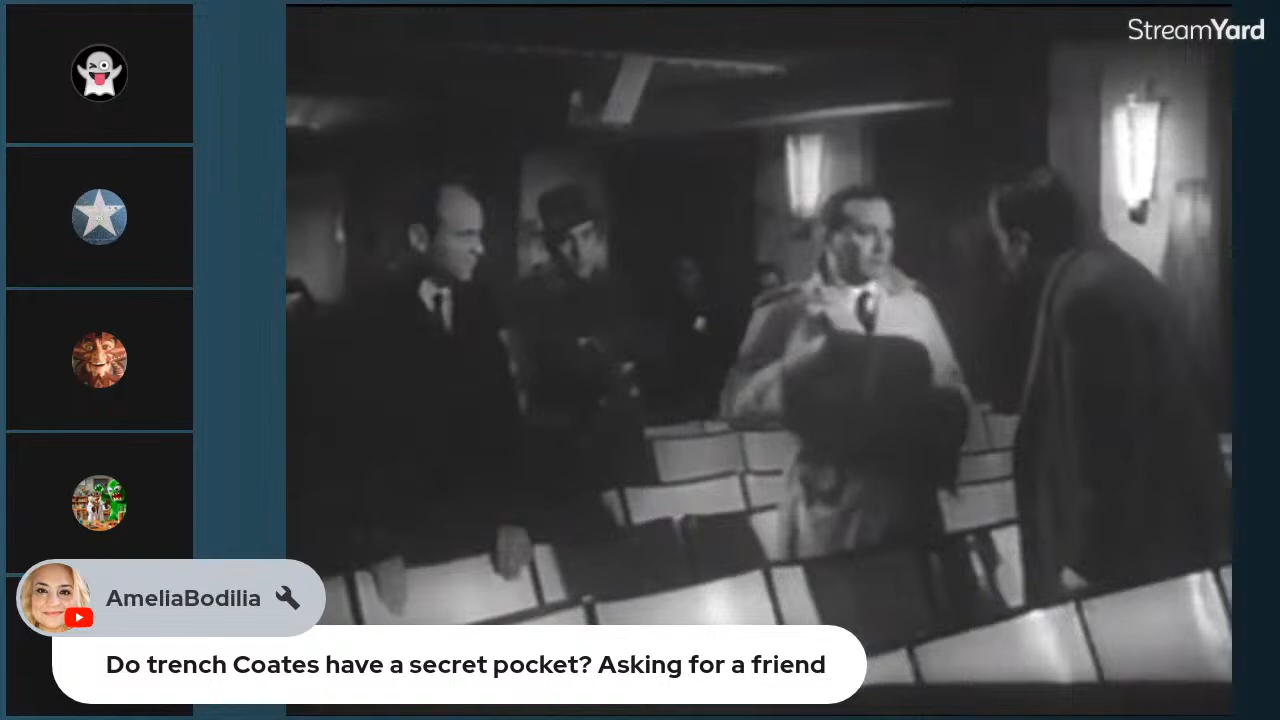 StreamYard
AmeliaBodilia
Do trench Coates have a secret pocket? Asking for a friend